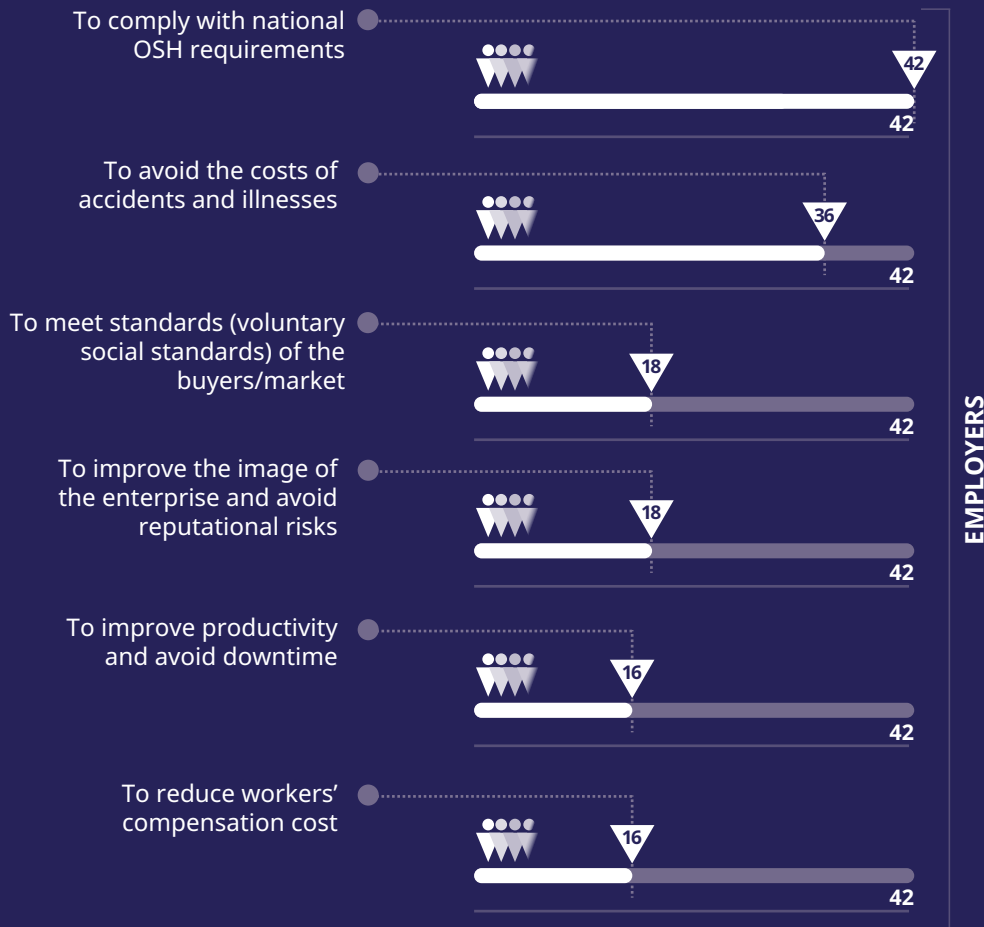 To comply with national
OSH requirements
42
42
To avoid the costs of
accidents and illnesses
36
42
To meet standards (voluntary
social standards) of the
buyers/market
18
42
To improve the image of
the enterprise and avoid
reputational risks
18
42
To improve productivity
and avoid downtime
16
42
To reduce workers’
compensation cost
16
42
EMPLOYERS